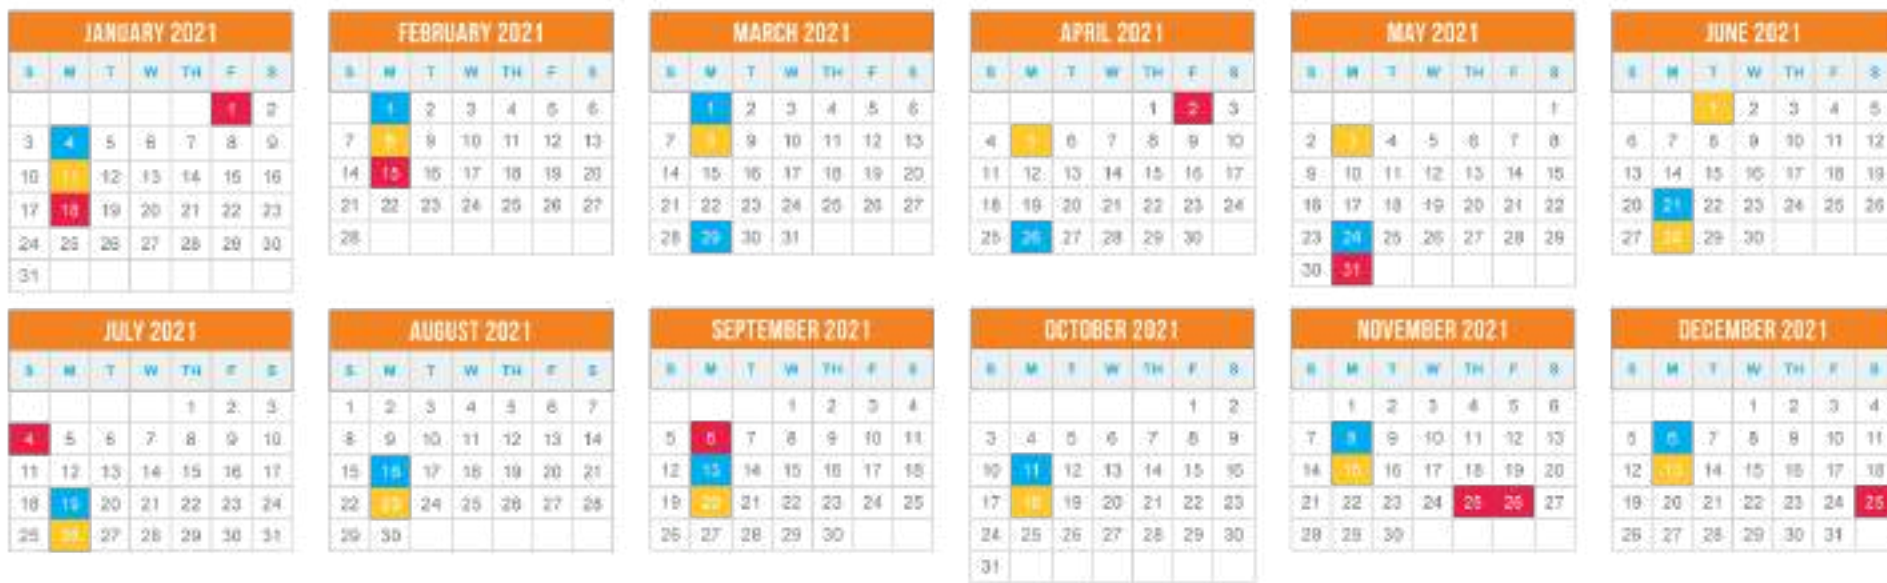 JANUARY 2021
S M T W TH F S
1 2
3 4 5 6 7 8 9
10 11 12 13 14 15 16
17 18 19 20 21 22 23
24 25 26 27 28 29 30
31
FEBRUARY 2021
S M T W TH F S
1 2 3 4 5 6
7 8 9 10 11 12 13
14 15 16 17 18 19 20
21 22 23 24 25 26 27
28
MARCH 2021
S M T W TH F S
1 2 3 4 5 6
7 8 9 10 11 12 13
14 15 16 17 18 19 20
21 22 23 24 25 26 27
28 29 30 31
APRIL 2021
S M T W TH F S
1 2 3
4 5 6 7 8 9 10
11 12 13 14 15 16 17
18 19 20 21 22 23 24
25 26 27 28 29 30
MAY 2021
S M T W TH F S
1
2 3 4 5 6 7 8
9 10 11 12 13 14 15
16 17 18 19 20 21 22
23 24 25 26 27 28 29
30 31
JUNE 2021
S M T W TH F S
1 2 3 4 5
6 7 8 9 10 11 12
13 14 15 16 17 18 19
20 21 22 23 24 25 26
27 28 29 30
JULY 2021
S M T W TH F S
1 2 3
4 5 6 7 8 9 10
11 12 13 14 15 16 17
18 19 20 21 22 23 24
25 26 27 28 29 30 31
AUGUST 2021
S M T W TH F S
1 2 3 4 5 6 7
8 9 10 11 12 13 14
15 16 17 18 19 20 21
22 23 24 25 26 27 28
29 30
SEPTEMBER 2021
S M T W TH F S
1 2 3 4
5 6 7 8 9 10 11
12 13 14 15 16 17 18
19 20 21 22 23 24 25
26 27 28 29 30
OCTOBER 2021
S M T W TH F S
1 2
3 4 5 6 7 8 9
10 11 12 13 14 15 16
17 18 19 20 21 22 23
24 25 26 27 28 29 30
31
NOVEMBER 2021
S M T W TH F S
1 2 3 4 5 6
7 8 9 10 11 12 13
14 15 16 17 18 19 20
21 22 23 24 25 26 27
28 29 30
DECEMBER 2021
S M T W TH F S
1 2 3 4
5 6 7 8 9 10 11
12 13 14 15 16 17 18
19 20 21 22 23 24 25
26 27 28 29 30 31